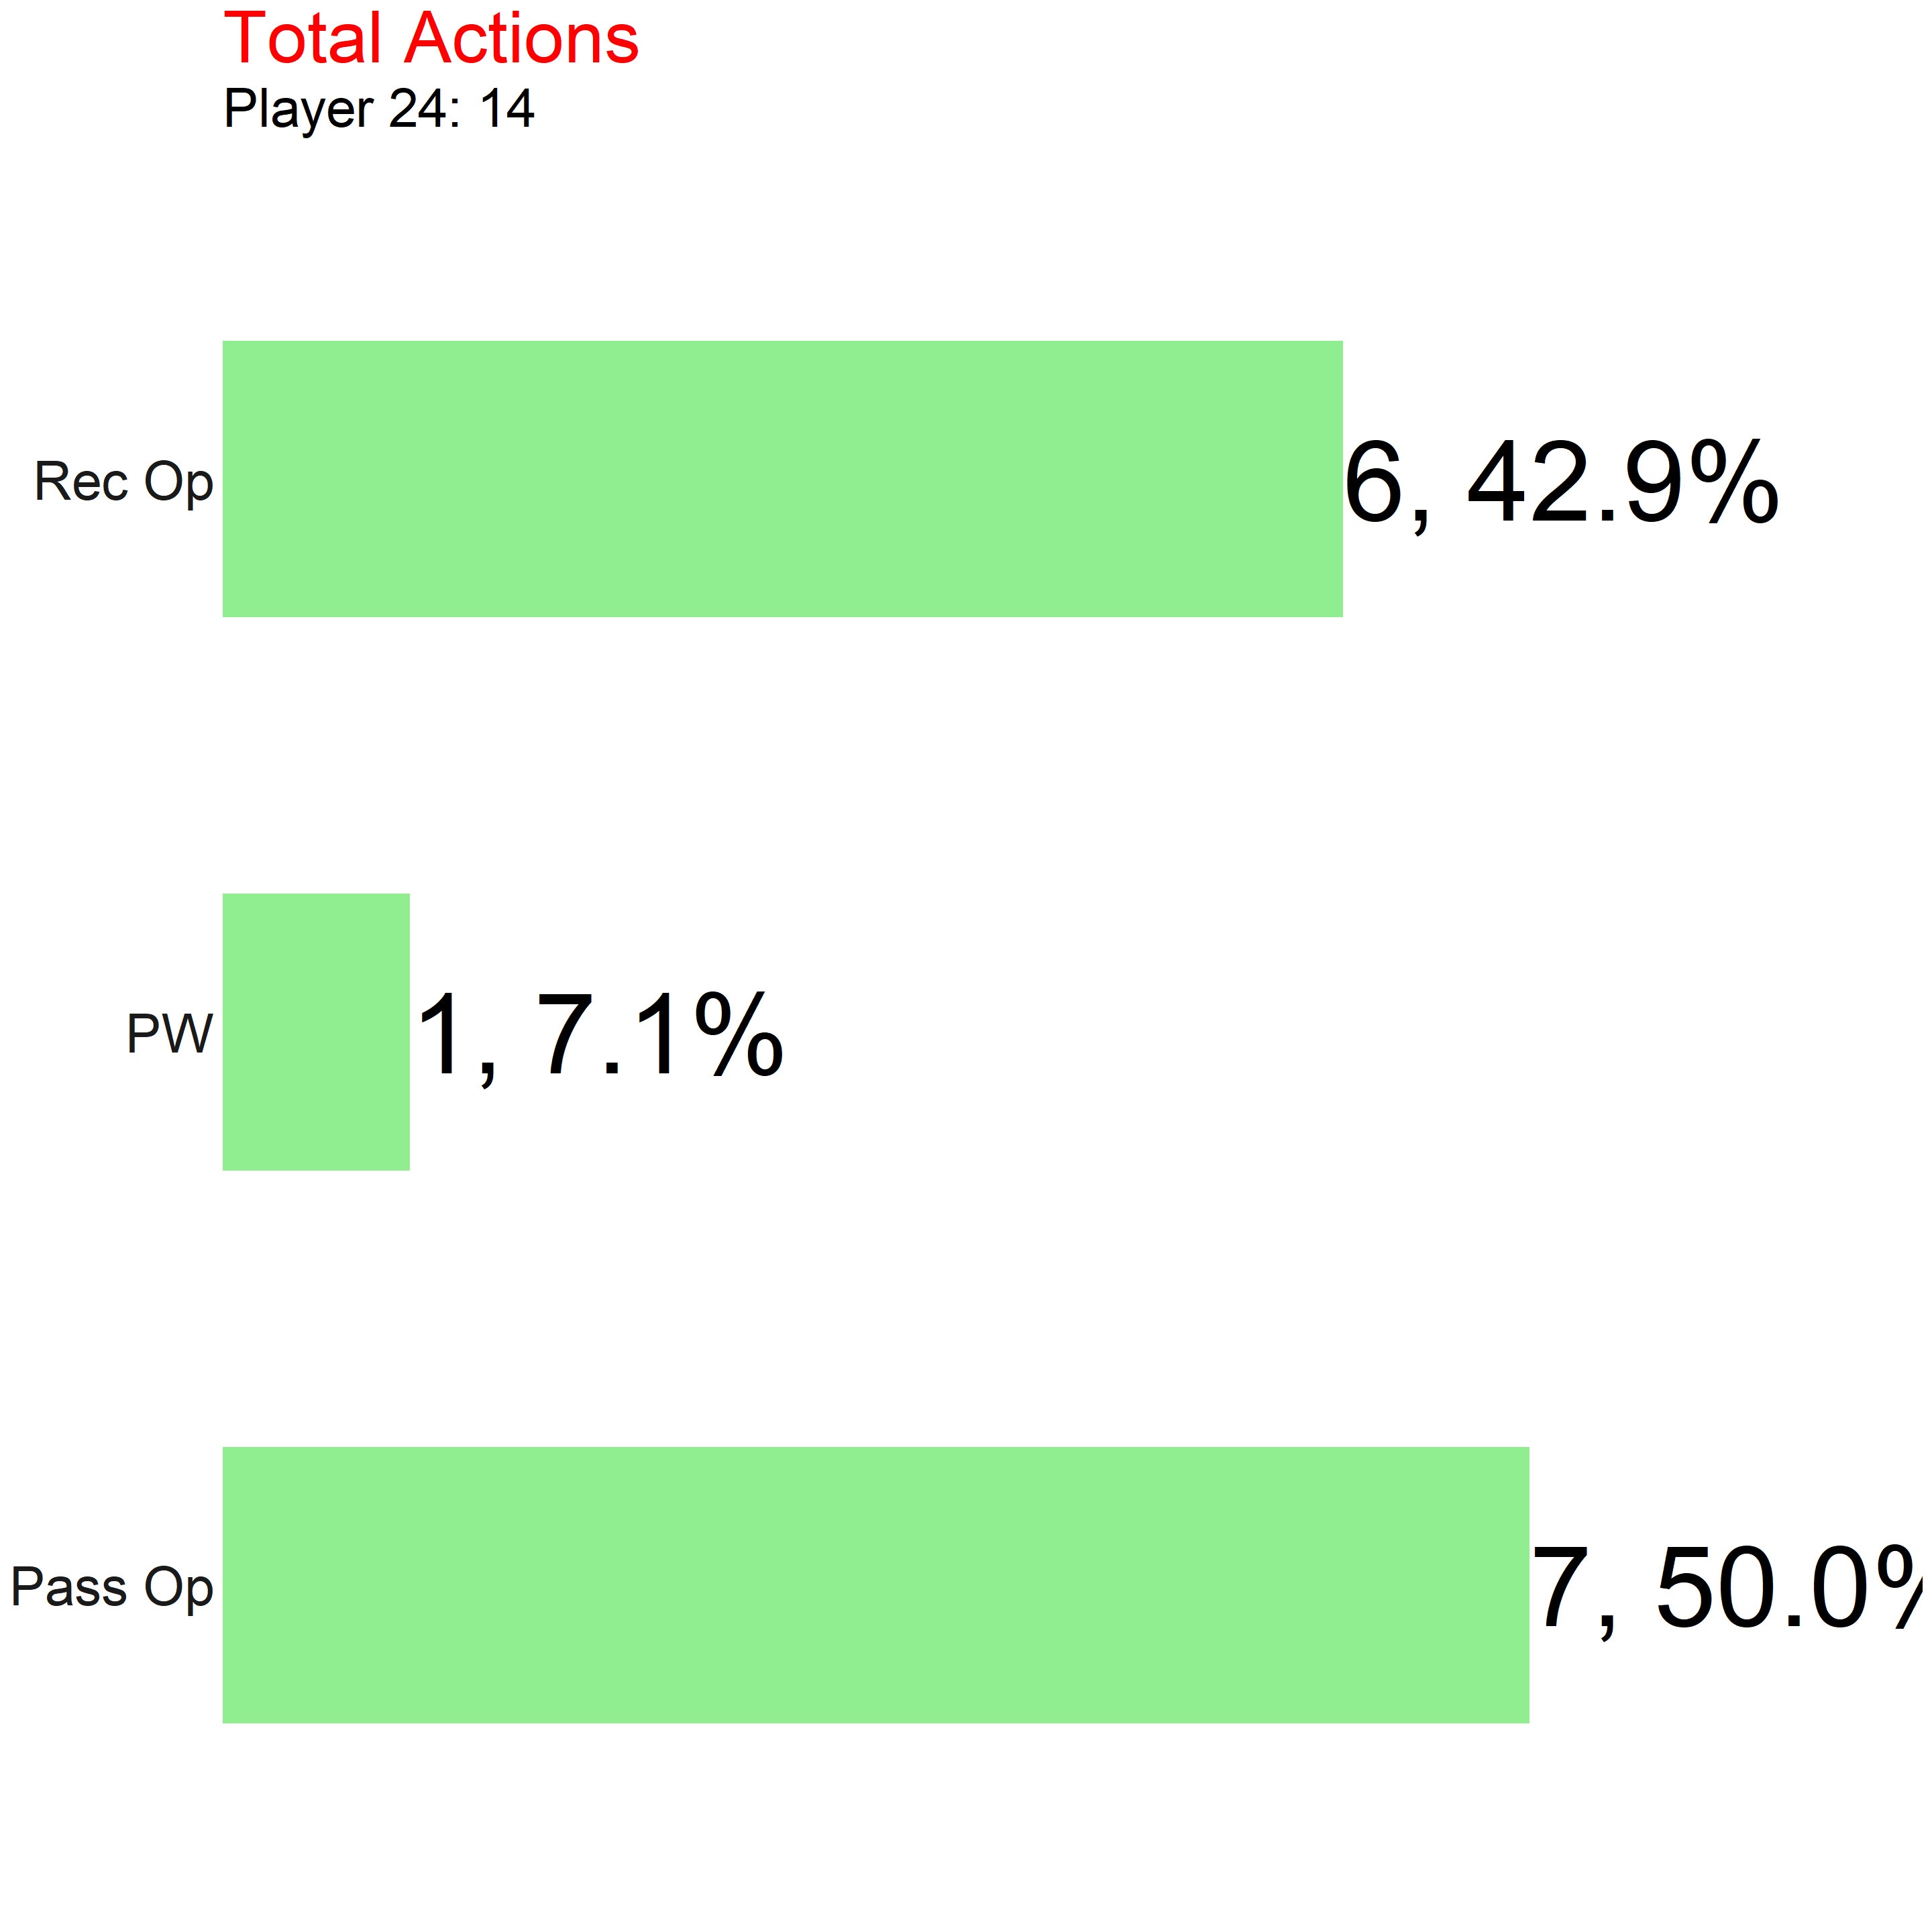 Total Actions
Player 24: 14
Rec Op 6, 42.9%
PW 1, 7.1%
Pass Op 7, 50.0%